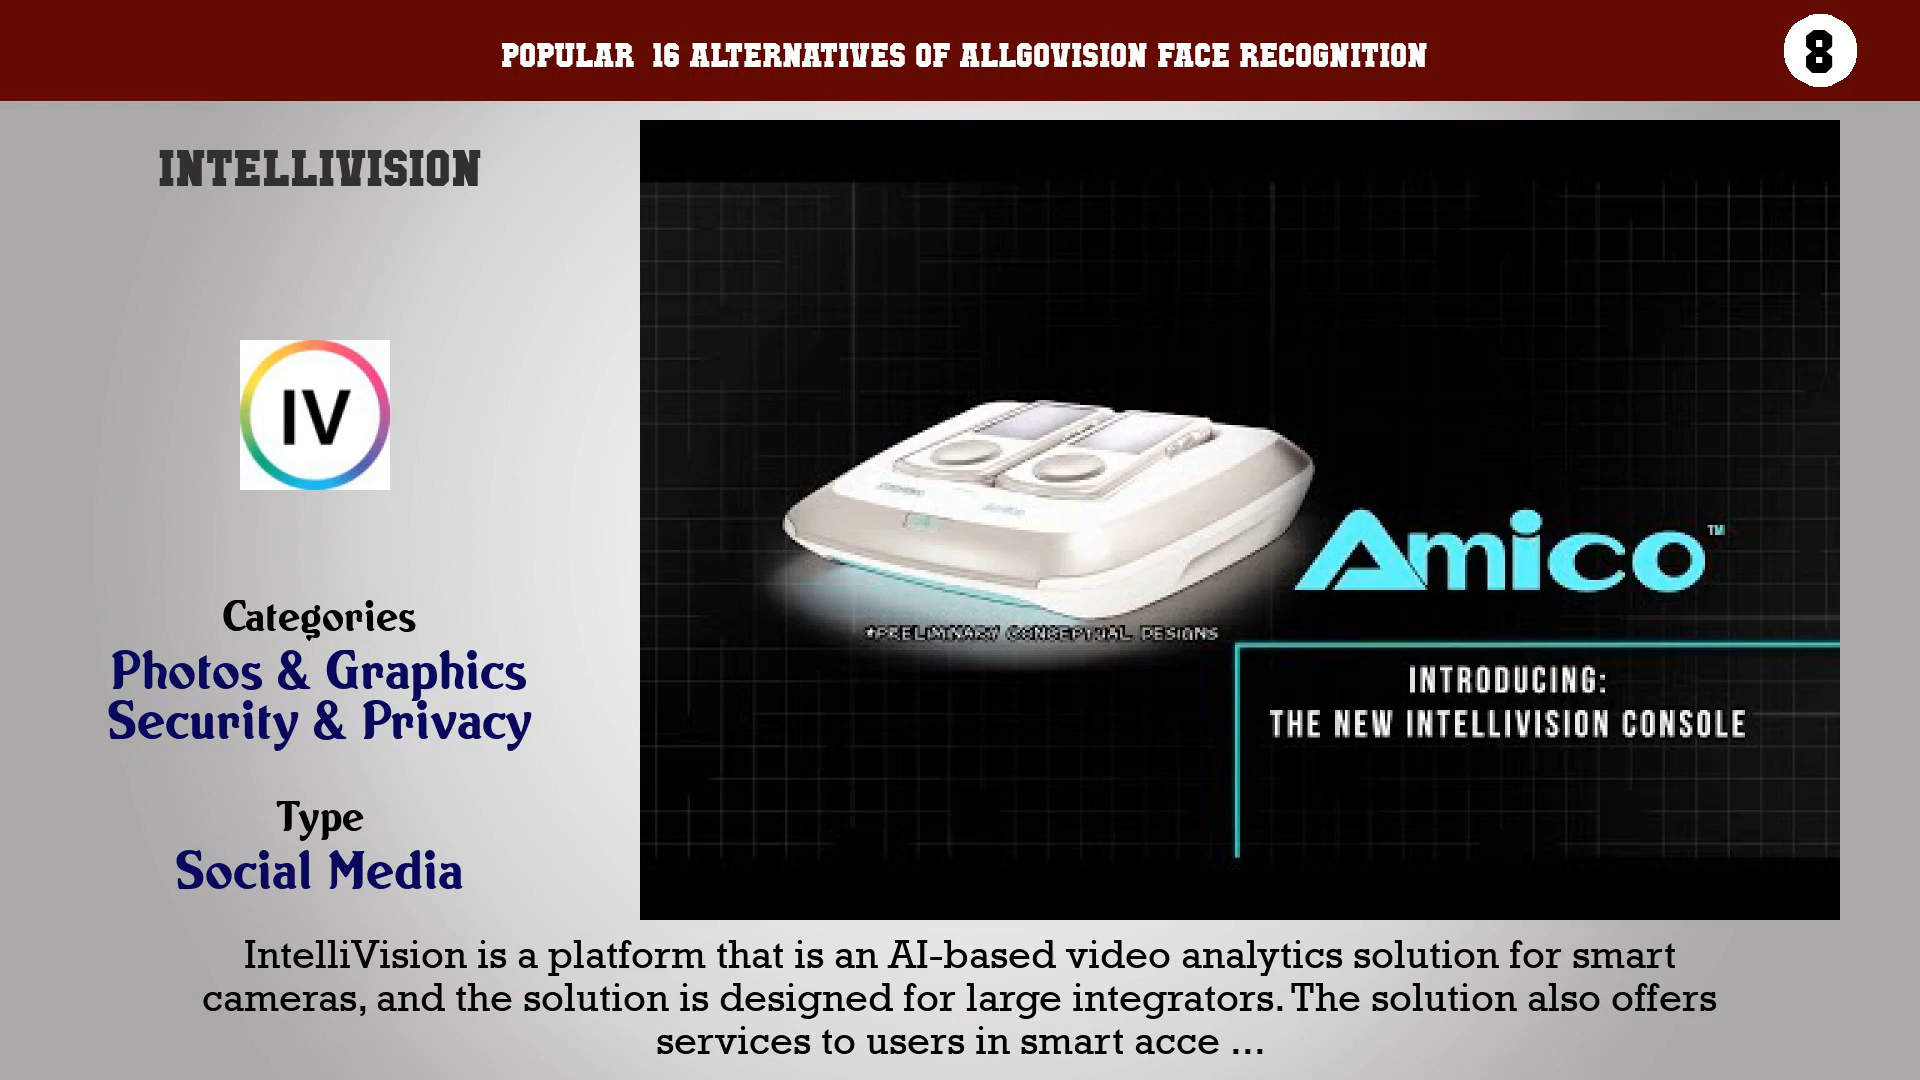 POPULAR 16 ALTERNATIVES OF ALLGOVISION FACE RECOGNITION
8
INTELLIVISION
IV
Categories
Photos & Graphics
Security & Privacy
Type
Social Media
Amico™
*PRELIMINARY CONCEPTUAL DESIGNS
INTRODUCING:
THE NEW INTELLIVISION CONSOLE
IntelliVision is a platform that is an AI-based video analytics solution for smart
cameras, and the solution is designed for large integrators. The solution also offers
services to users in smart acce ...